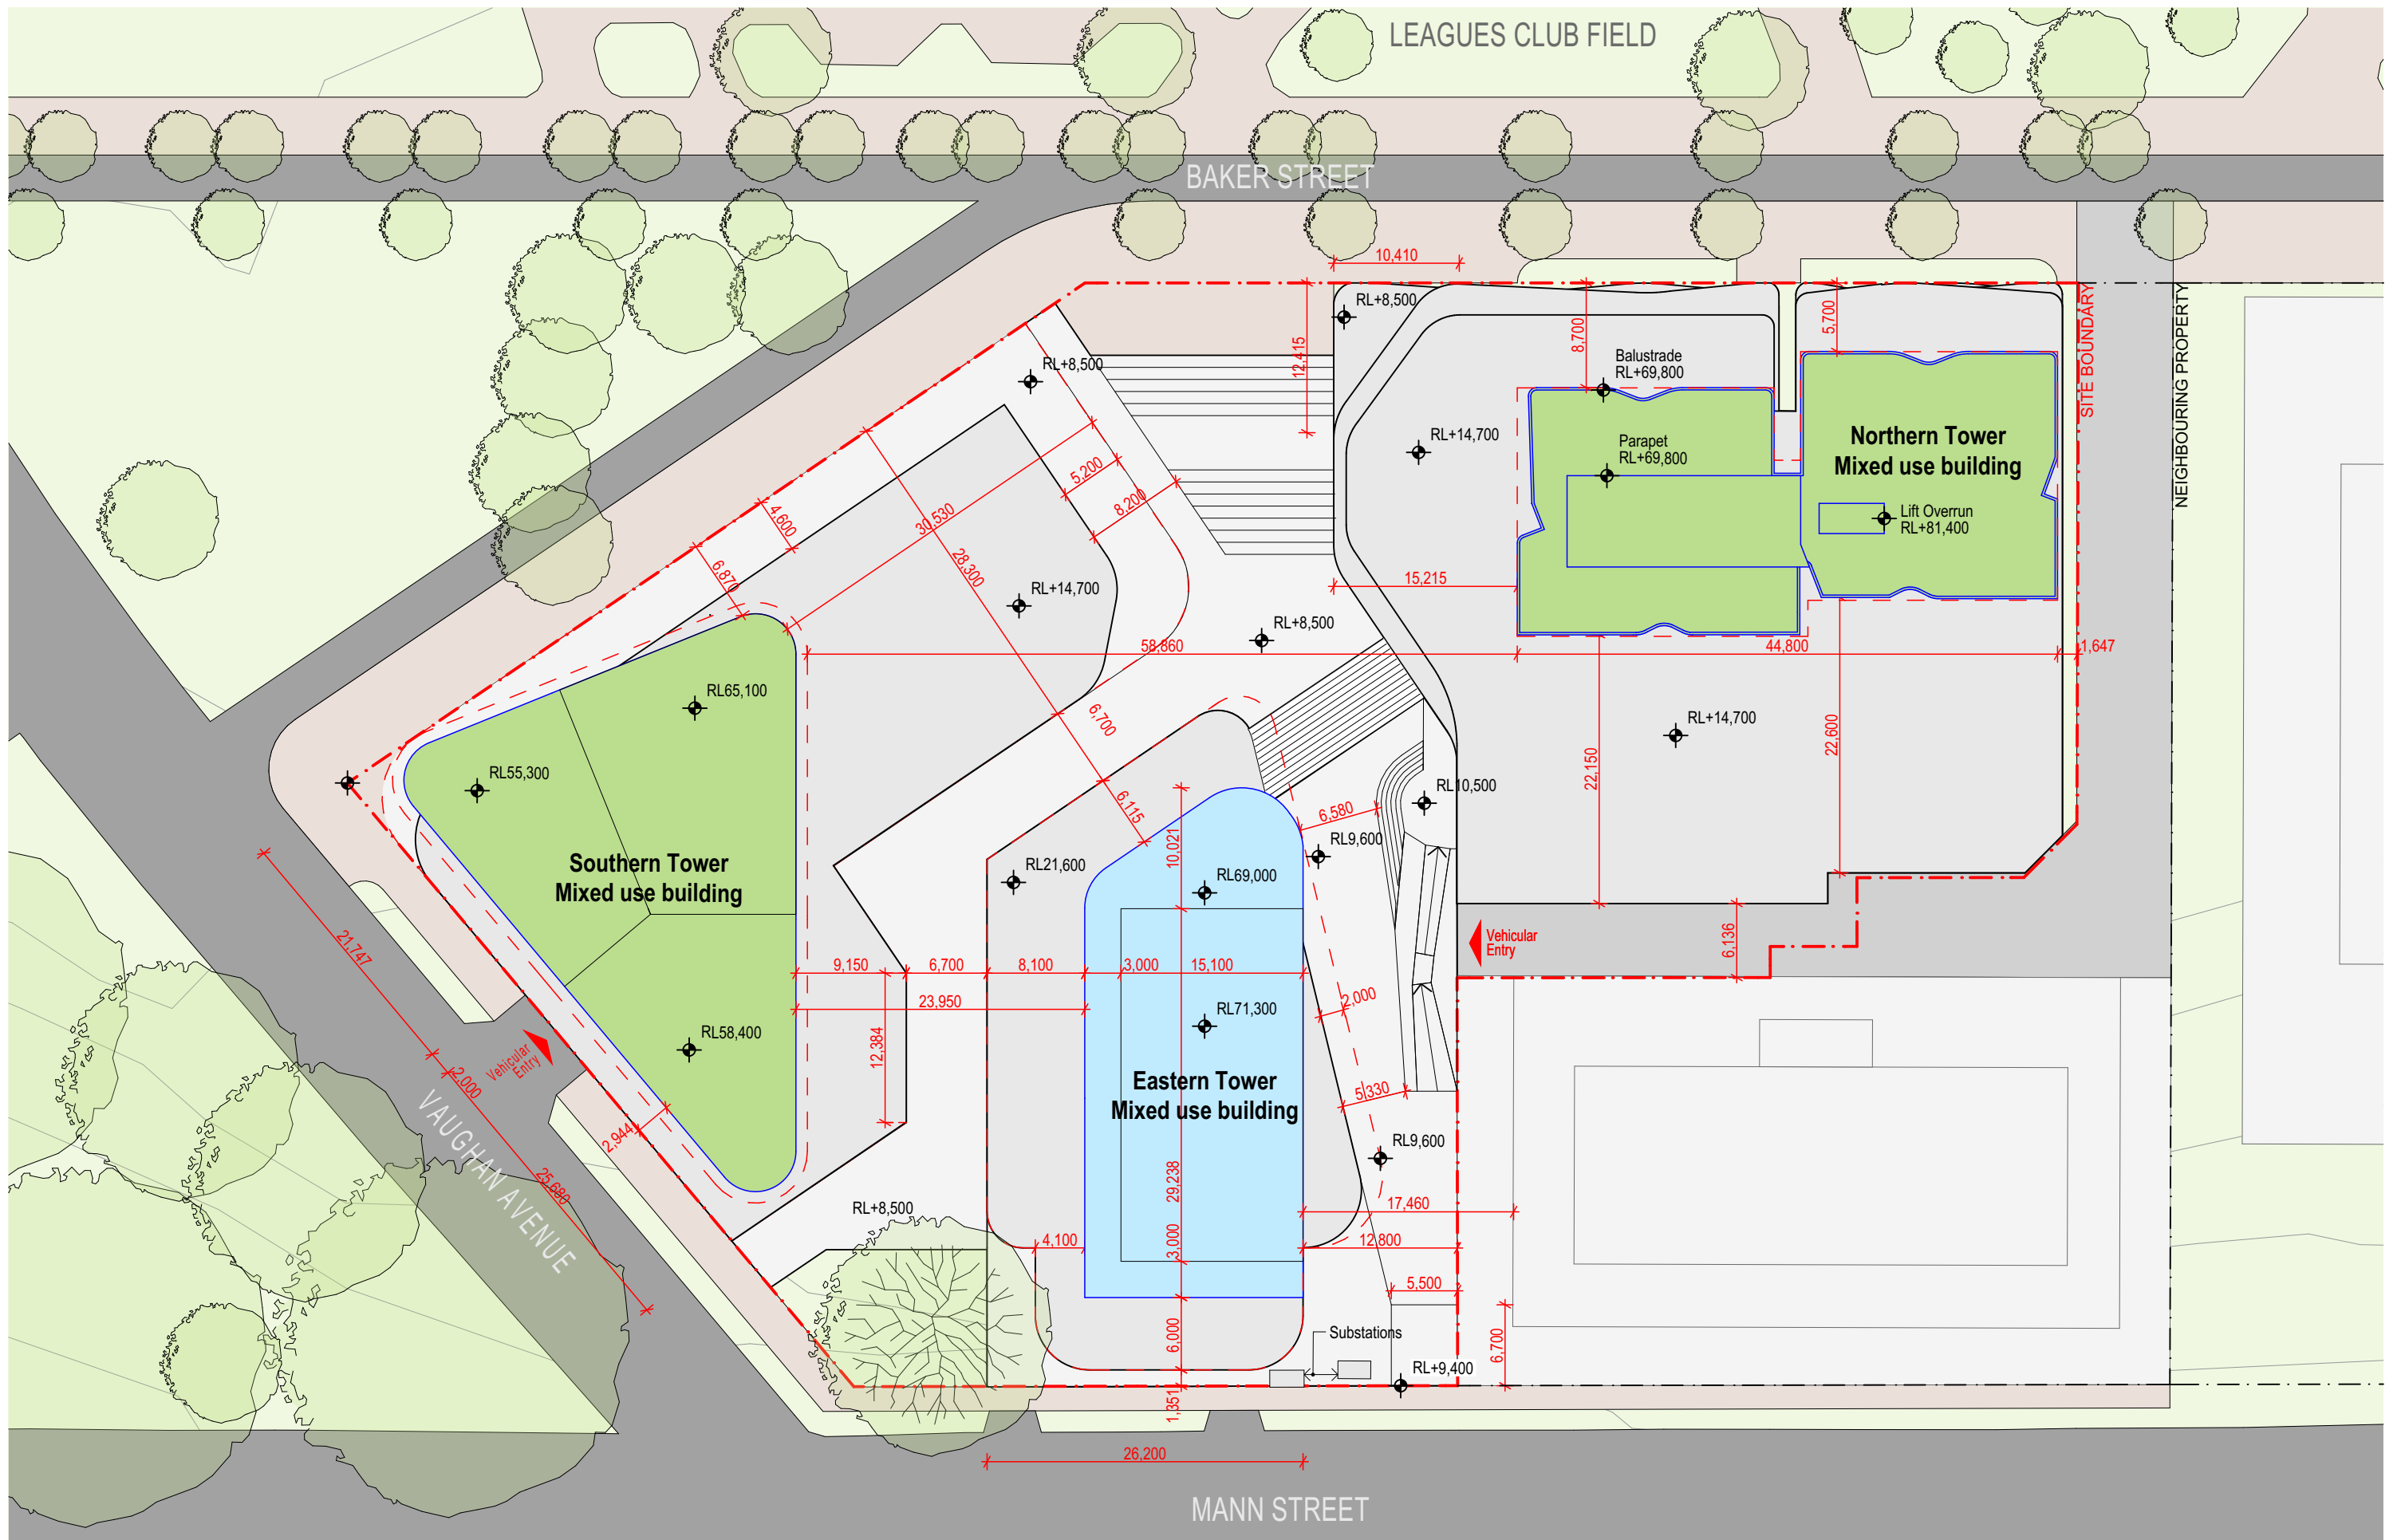 LEAGUES CLUB FIELD
BAKER STREET
10,410
RL+8,500
8,700
5,700
SITE BOUNDARY
NEIGHBOURING PROPERTY
12,415
Balustrade
RL+69,800
RL+8,500
RL+14,700
Parapet
RL+69,800
Northern Tower
Mixed use building
5,200
8,200
4,600
30,530
Lift Overrun
RL+81,400
28,300
6,870
15,215
RL+14,700
RL+8,500
58,860
44,800
1,647
RL65,100
6,700
RL+14,700
22,150
22,600
RL55,300
RL10,500
6,115
6,580
10,021
RL9,600
Southern Tower
Mixed use building
RL21,600
RL69,000
21,747
Vehicular
Entry
6,136
9,150
6,700
8,100
3,000
15,100
23,950
2,000
RL71,300
RL58,400
12,384
Vehicular
Entry
2,000
Eastern Tower
Mixed use building
5,330
VAUGHAN AVENUE
2,944
RL9,600
25,680
29,238
RL+8,500
17,460
4,100
3,000
12,800
5,500
6,000
Substations
6,700
RL+9,400
1,351
26,200
MANN STREET